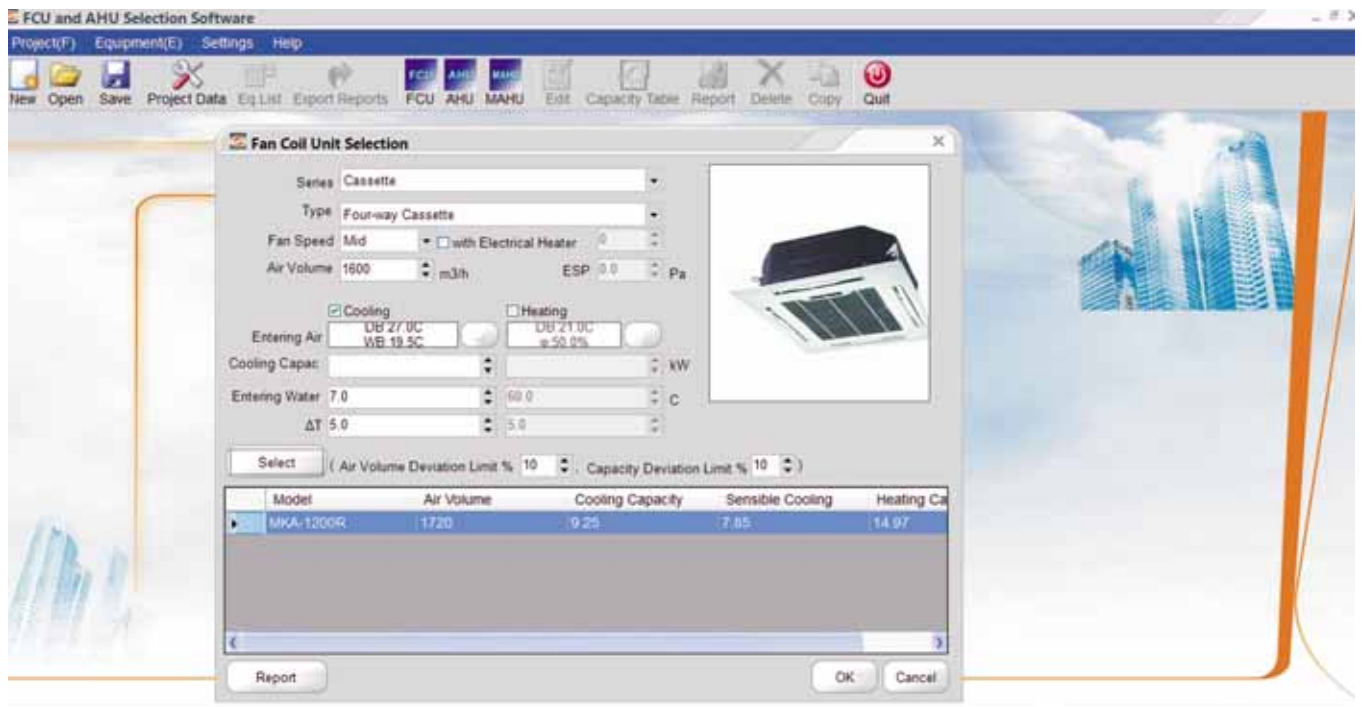 FCU and AHU Selection Software
Project(F) Equipment(E) Settings Help
FCU AHU MAHU
New Open Save Project Data Eq List Export Reports FCU AHU MAHU Edit Capacity Table Report Delete Copy Quit
Fan Coil Unit Selection
Series Cassette
Type Four-way Cassette
Fan Speed Mid with Electrical Heater 0
Air Volume 1600 m3/h ESP 0.0 Pa
Cooling Heating
Entering Air DB 27.0C DB 21.0C
WB 19.5C φ 50.0%
Cooling Capac kW
Entering Water 7.0 60.0 C
ΔT 5.0 5.0
Select ( Air Volume Deviation Limit % 10 , Capacity Deviation Limit % 10 )
Model Air Volume Cooling Capacity Sensible Cooling Heating Ca
MKA-1200R 1720 9.25 7.85 14.97
Report OK Cancel